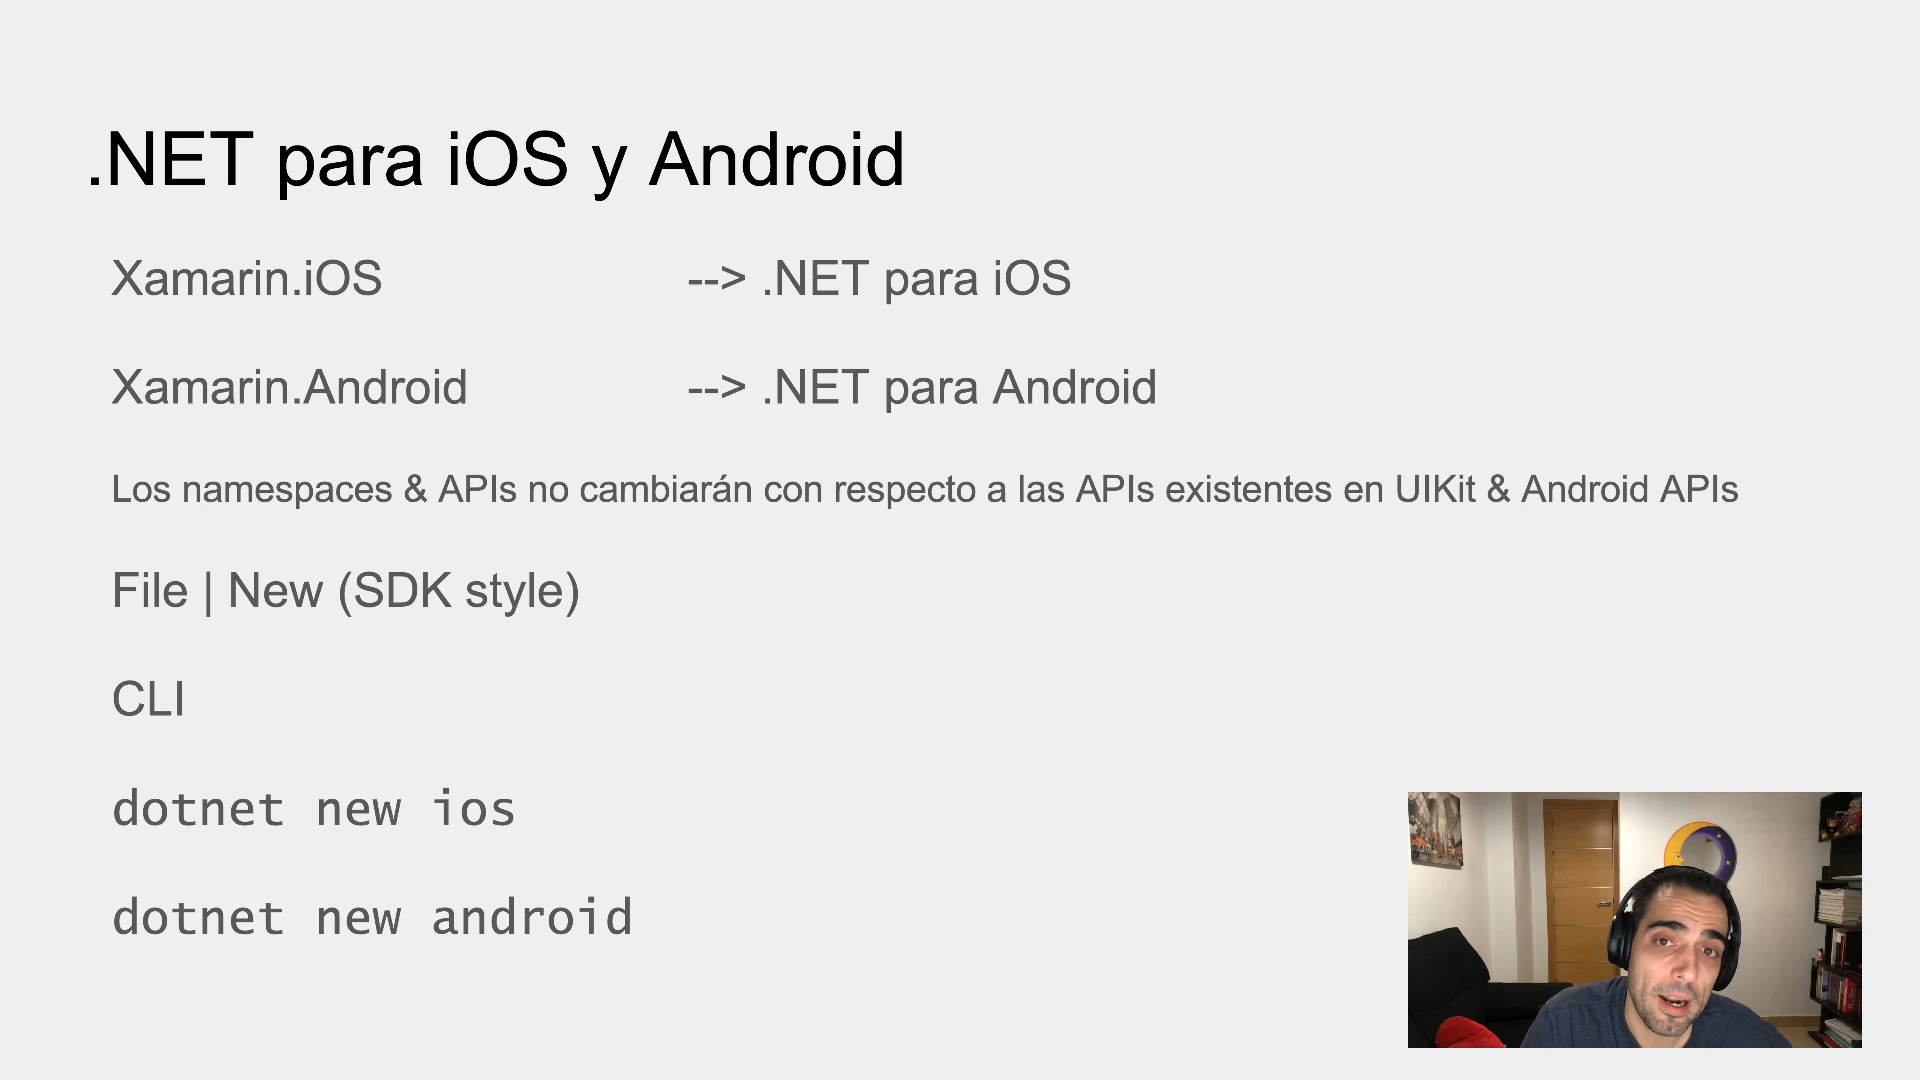 .NET para iOS y Android
Xamarin.iOS --> .NET para iOS
Xamarin.Android --> .NET para Android
Los namespaces & APIs no cambiarán con respecto a las APIs existentes en UIKit & Android APIs
File | New (SDK style)
CLI
dotnet new ios
dotnet new android